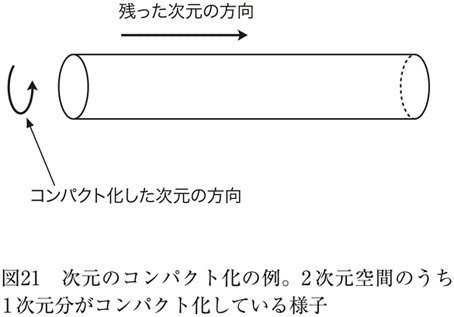 残った次元の方向
コンパクト化した次元の方向
図21　次元のコンパクト化の例。2次元空間のうち
1次元分がコンパクト化している様子